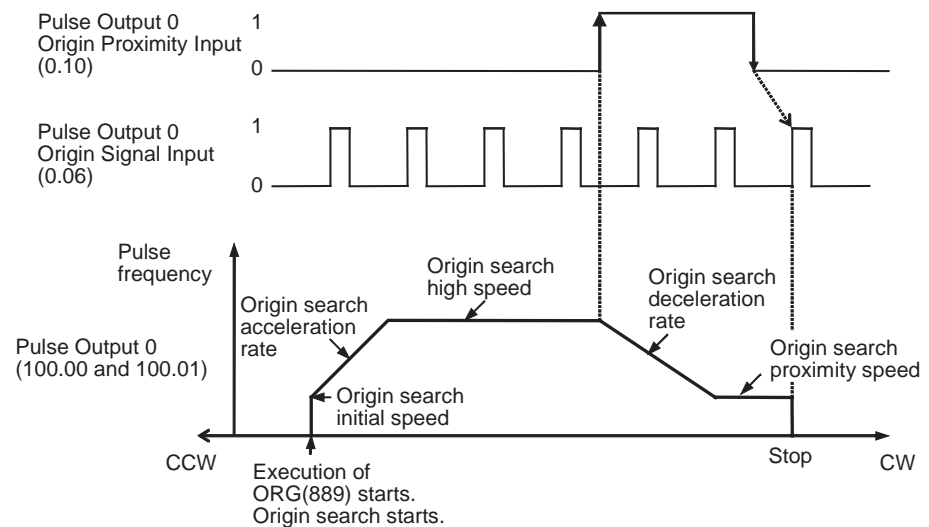 Pulse Output 0
Origin Proximity Input
(0.10)
1
0
Pulse Output 0
Origin Signal Input
(0.06)
1
0
Pulse
frequency
Origin search
acceleration
rate
Origin search
high speed
Origin search
deceleration
rate
Pulse Output 0
(100.00 and 100.01)
Origin search
initial speed
Origin search
proximity speed
CCW
Execution of
ORG(889) starts.
Origin search starts.
Stop
CW